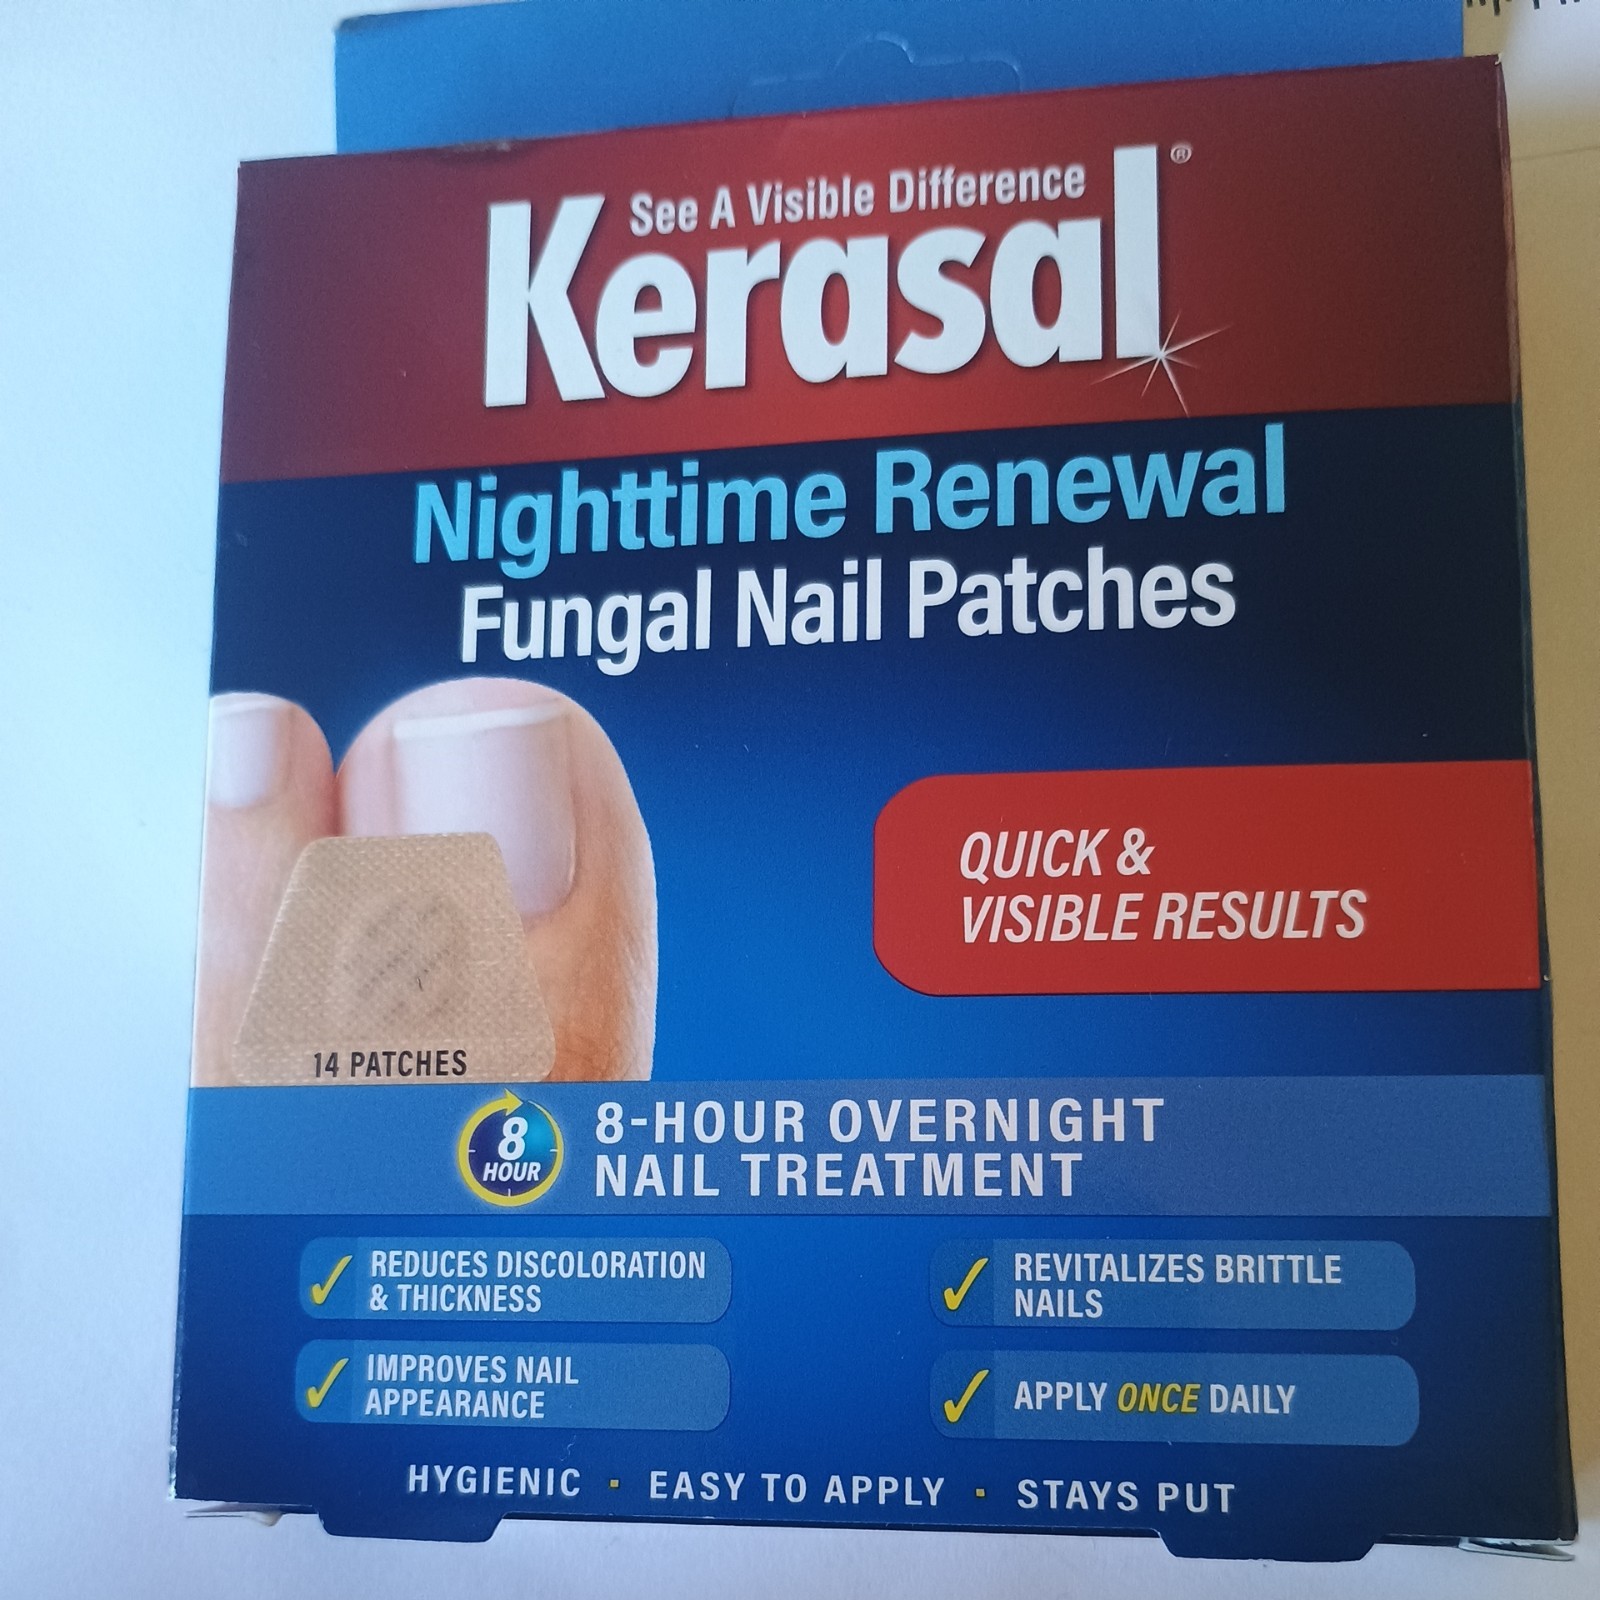 See A Visible Difference
Kerasal®
Nighttime Renewal
Fungal Nail Patches
QUICK &
VISIBLE RESULTS
14 PATCHES
8
HOUR
8-HOUR OVERNIGHT
NAIL TREATMENT
REDUCES DISCOLORATION
& THICKNESS
REVITALIZES BRITTLE
NAILS
IMPROVES NAIL
APPEARANCE
APPLY ONCE DAILY
HYGIENIC · EASY TO APPLY · STAYS PUT